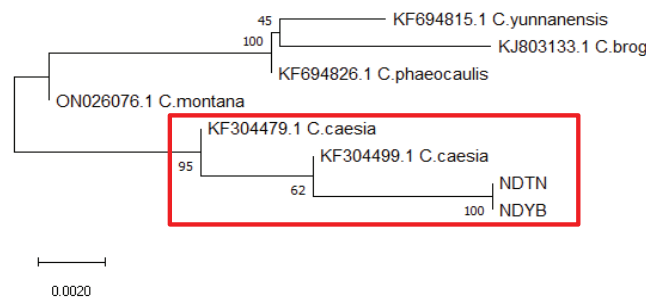 45
KF694815.1 C.yunnanensis
KJ803133.1 C.brog
100
KF694826.1 C.phaeocaulis
ON026076.1 C.montana
KF304479.1 C.caesia
95
KF304499.1 C.caesia
62
NDTN
100
NDYB
0.0020